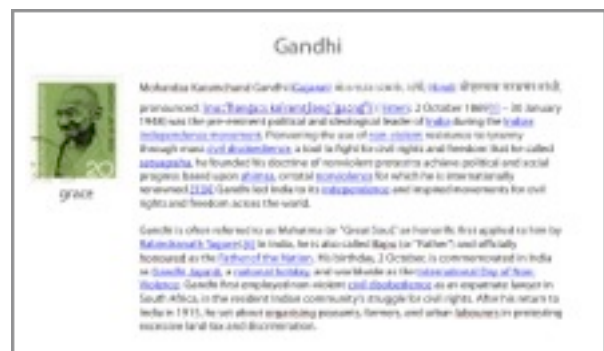 Gandhi
Mohandas Karamchand Gandhi (Gujarati: Hindi:
pronounced: 2 October 1869 – 30 January
1948) was the pre-eminent political and ideological leader of India during the Indian
independence movement. Pioneering the use of non-violent resistance to tyranny
through mass civil disobedience, a tool to fight for civil rights and freedom that he called
satyagraha, he founded his doctrine of nonviolent protest to achieve political and social
progress based upon ahimsa, or total nonviolence for which he is internationally
renowned. Gandhi led India to its independence and inspired movements for civil
rights and freedom across the world.
20
grace
Gandhi is often referred to as Mahatma (or "Great Soul," an honorific first applied to him by
Rabindranath Tagore). In India, he is also called Bapu (or "Father") and officially
honoured as the Father of the Nation. His birthday, 2 October, is commemorated in India
as Gandhi Jayanti, a national holiday, and worldwide as the International Day of Non-
Violence. Gandhi first employed non-violent civil disobedience as an expatriate lawyer in
South Africa, in the resident Indian community's struggle for civil rights. After his return to
India in 1915, he set about organising peasants, farmers, and urban labourers in protesting
excessive land-tax and discrimination.